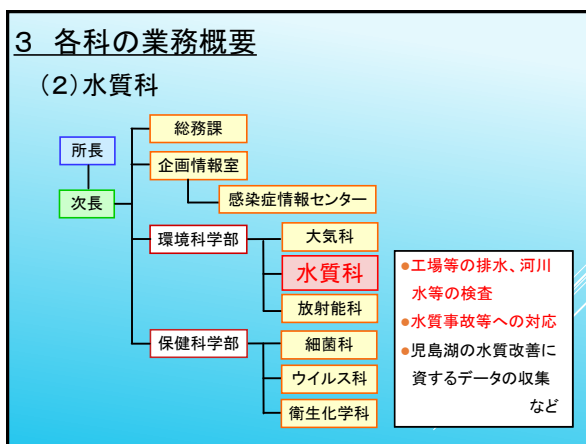 3 各科の業務概要
(2)水質科
総務課
所長
企画情報室
次長
感染症情報センター
環境科学部
大気科
水質科
放射能科
保健科学部
細菌科
ウイルス科
衛生化学科
●工場等の排水、河川
水等の検査
●水質事故等への対応
●児島湖の水質改善に
資するデータの収集
など